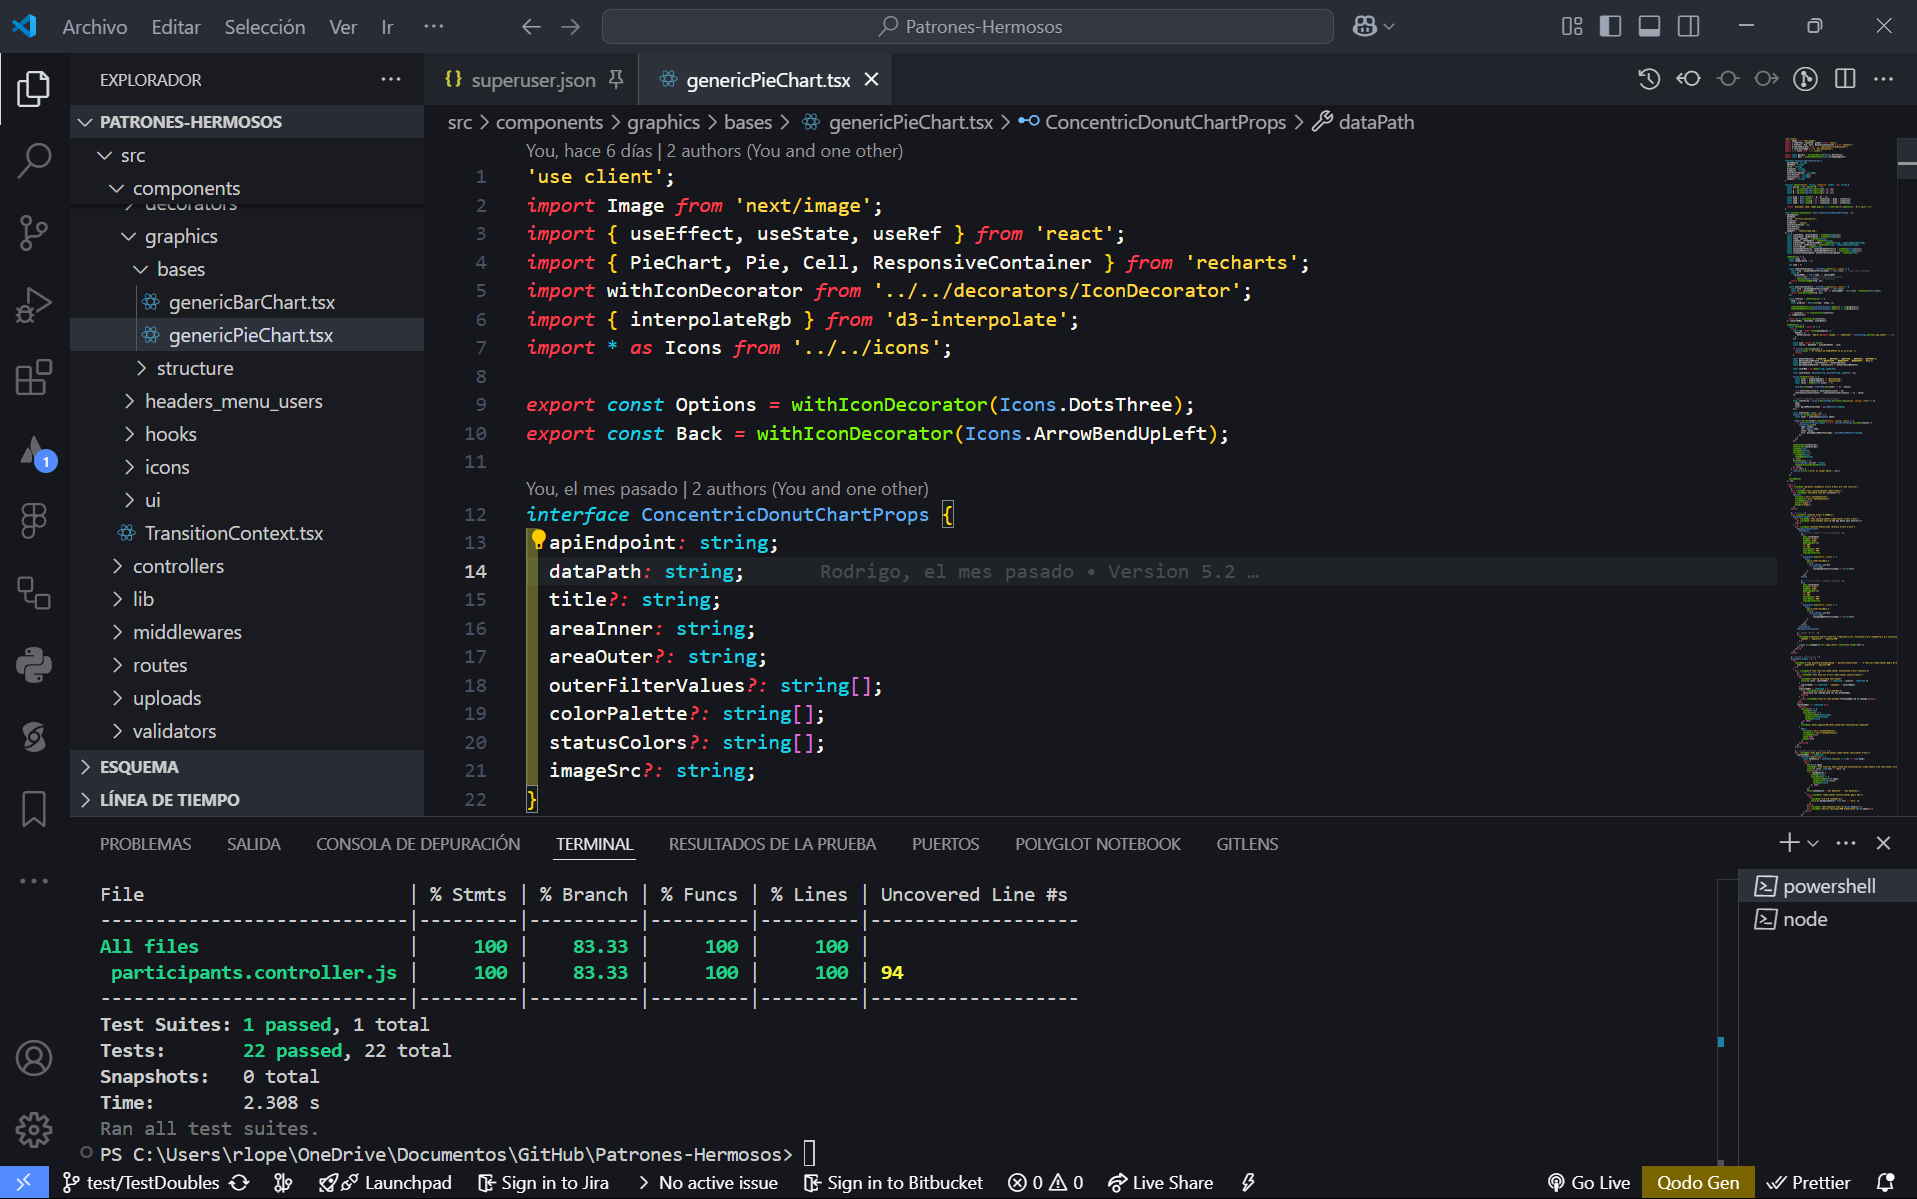 Archivo Editar Selección Ver Ir ··· Patrones-Hermosos
EXPLORADOR ···
PATRONES-HERMOSOS
src
components
decorators
graphics
bases
genericBarChart.tsx
genericPieChart.tsx
structure
headers_menu_users
hooks
icons
ui
TransitionContext.tsx
controllers
lib
middlewares
routes
uploads
validators
ESQUEMA
LÍNEA DE TIEMPO
1
{} superuser.json genericPieChart.tsx
src > components > graphics > bases > genericPieChart.tsx > ConcentricDonutChartProps > dataPath
You, hace 6 días | 2 authors (You and one other)
1 'use client';
2 import Image from 'next/image';
3 import { useEffect, useState, useRef } from 'react';
4 import { PieChart, Pie, Cell, ResponsiveContainer } from 'recharts';
5 import withIconDecorator from '../../decorators/IconDecorator';
6 import { interpolateRgb } from 'd3-interpolate';
7 import * as Icons from '../../icons';
8
9 export const Options = withIconDecorator(Icons.DotsThree);
10 export const Back = withIconDecorator(Icons.ArrowBendUpLeft);
11
You, el mes pasado | 2 authors (You and one other)
12 interface ConcentricDonutChartProps {
13 apiEndpoint: string;
14 dataPath: string; Rodrigo, el mes pasado • Version 5.2 …
15 title?: string;
16 areaInner: string;
17 areaOuter?: string;
18 outerFilterValues?: string[];
19 colorPalette?: string[];
20 statusColors?: string[];
21 imageSrc?: string;
22 }
PROBLEMAS SALIDA CONSOLA DE DEPURACIÓN TERMINAL RESULTADOS DE LA PRUEBA PUERTOS POLYGLOT NOTEBOOK GITLENS
File | % Stmts | % Branch | % Funcs | % Lines | Uncovered Line #s
----------------------------|---------|----------|---------|---------|-------------------
All files | 100 | 83.33 | 100 | 100 |
participants.controller.js | 100 | 83.33 | 100 | 100 | 94
----------------------------|---------|----------|---------|---------|-------------------
Test Suites: 1 passed, 1 total
Tests: 22 passed, 22 total
Snapshots: 0 total
Time: 2.308 s
Ran all test suites.
PS C:\Users\rlope\OneDrive\Documentos\GitHub\Patrones-Hermosos>
powershell
node
test/TestDoubles Launchpad Sign in to Jira > No active issue Sign in to Bitbucket 0 0 Live Share Go Live Qodo Gen Prettier